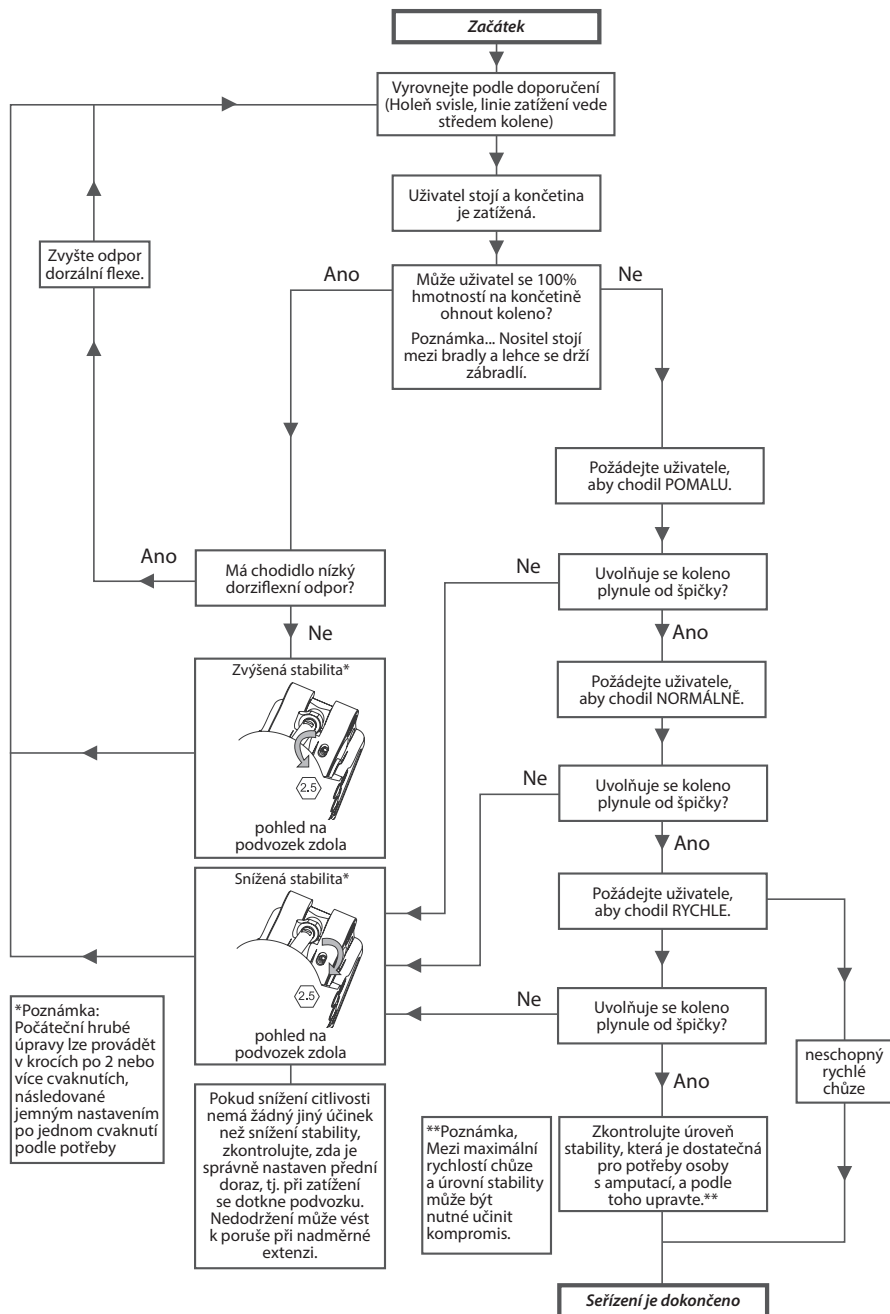 Začátek
Vyrovnejte podle doporučení
(Holeň svisle, linie zatížení vede
středem kolene)
Uživatel stojí a končetina
je zatížená.
Zvyšte odpor
dorzální flexe.
Ano
Může uživatel se 100%
hmotností na končetině
ohnout koleno?
Poznámka... Nositel stojí
mezi bradly a lehce se drží
zábradlí.
Ne
Požádejte uživatele,
aby chodil POMALU.
Ano
Má chodidlo nízký
dorziflexní odpor?
Ne
Ne
Uvolňuje se koleno
plynule od špičky?
Ano
Zvýšená stabilita*
2.5
pohled na
podvozek zdola
Požádejte uživatele,
aby chodil NORMÁLNĚ.
Ne
Uvolňuje se koleno
plynule od špičky?
Ano
Snížená stabilita*
2.5
pohled na
podvozek zdola
Požádejte uživatele,
aby chodil RYCHLE.
Ne
Uvolňuje se koleno
plynule od špičky?
Ano
neschopný
rychlé
chůze
*Poznámka:
Počáteční hrubé
úpravy lze provádět
v krocích po 2 nebo
více cvaknutích,
následované
jemným nastavením
po jednom cvaknutí
podle potřeby
Pokud snížení citlivosti
nemá žádný jiný účinek
než snížení stability,
zkontrolujte, zda je
správně nastaven přední
doraz, tj. při zatížení
se dotkne podvozku.
Nedodržení může vést
k poruše při nadměrné
extenzi.
**Poznámka,
Mezi maximální
rychlostí chůze
a úrovní stability
může být
nutné učinit
kompromis.
Zkontrolujte úroveň
stability, která je dostatečná
pro potřeby osoby
s amputací, a podle
toho upravte.**
Seřízení je dokončeno